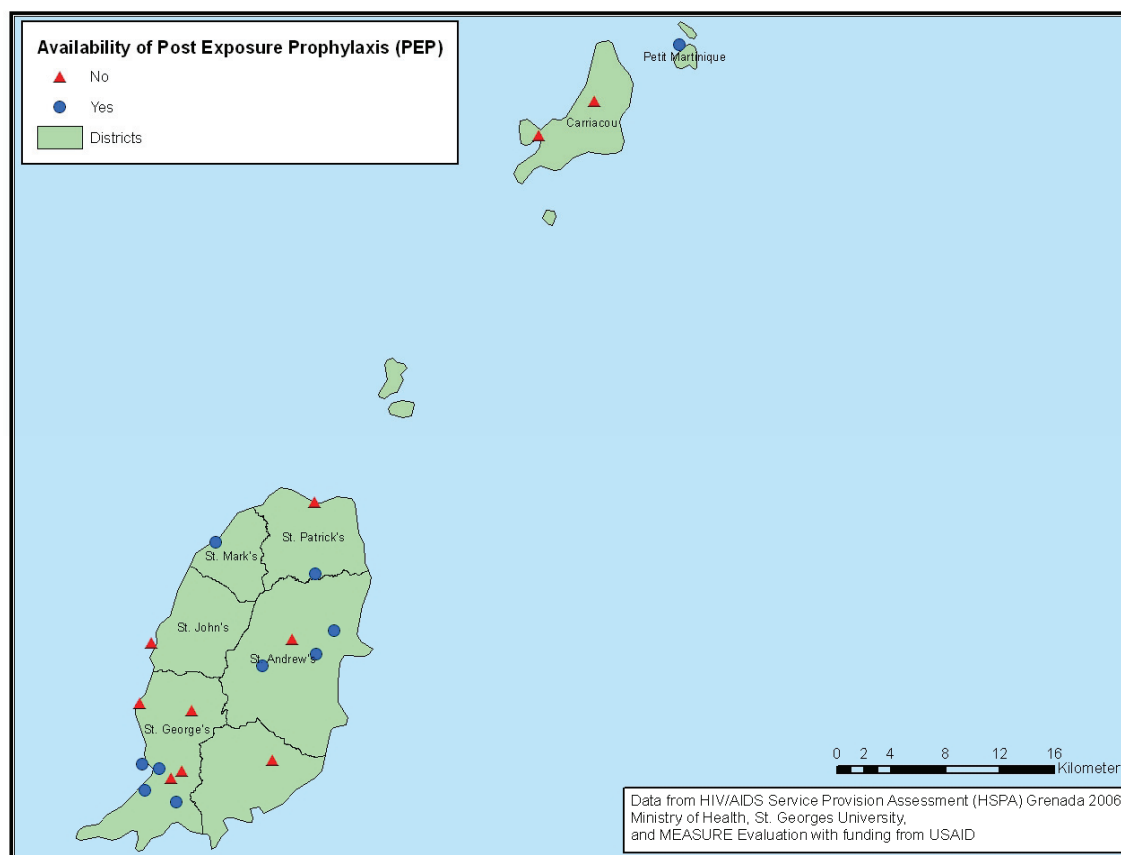 Availability of Post Exposure Prophylaxis (PEP)
No
Yes
Districts
Petit Martinique
Carriacou
St. Patrick's
St. Mark's
St. John's
St. Andrew's
St. George's
0 2 4 8 12 16
Kilometer
Data from HIV/AIDS Service Provision Assessment (HSPA) Grenada 2006
Ministry of Health, St. Georges University,
and MEASURE Evaluation with funding from USAID